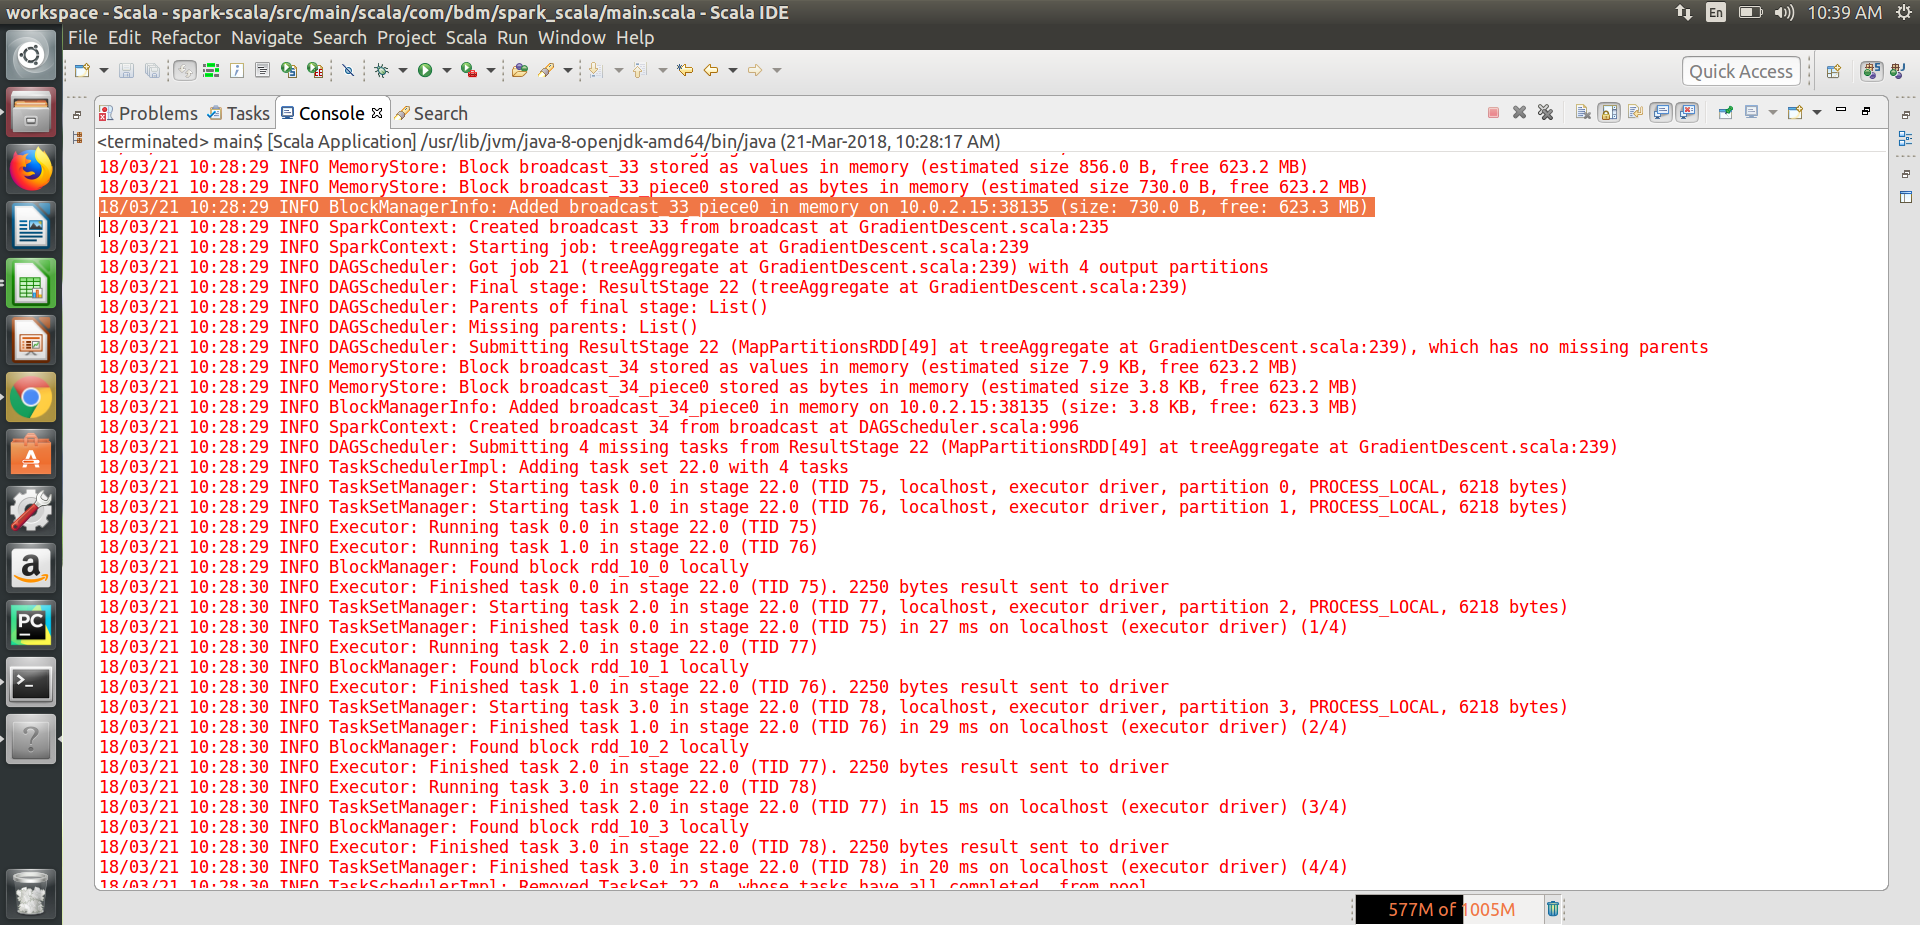 workspace - Scala - spark-scala/src/main/scala/com/bdm/spark_scala/main.scala - Scala IDE
En
10:39 AM
File Edit Refactor Navigate Search Project Scala Run Window Help
Quick Access
Problems Tasks Console Search
<terminated> main$ [Scala Application] /usr/lib/jvm/java-8-openjdk-amd64/bin/java (21-Mar-2018, 10:28:17 AM)
18/03/21 10:28:29 INFO MemoryStore: Block broadcast_33 stored as values in memory (estimated size 856.0 B, free 623.2 MB)
18/03/21 10:28:29 INFO MemoryStore: Block broadcast_33_piece0 stored as bytes in memory (estimated size 730.0 B, free 623.2 MB)
18/03/21 10:28:29 INFO BlockManagerInfo: Added broadcast_33_piece0 in memory on 10.0.2.15:38135 (size: 730.0 B, free: 623.3 MB)
18/03/21 10:28:29 INFO SparkContext: Created broadcast 33 from broadcast at GradientDescent.scala:235
18/03/21 10:28:29 INFO SparkContext: Starting job: treeAggregate at GradientDescent.scala:239
18/03/21 10:28:29 INFO DAGScheduler: Got job 21 (treeAggregate at GradientDescent.scala:239) with 4 output partitions
18/03/21 10:28:29 INFO DAGScheduler: Final stage: ResultStage 22 (treeAggregate at GradientDescent.scala:239)
18/03/21 10:28:29 INFO DAGScheduler: Parents of final stage: List()
18/03/21 10:28:29 INFO DAGScheduler: Missing parents: List()
18/03/21 10:28:29 INFO DAGScheduler: Submitting ResultStage 22 (MapPartitionsRDD[49] at treeAggregate at GradientDescent.scala:239), which has no missing parents
18/03/21 10:28:29 INFO MemoryStore: Block broadcast_34 stored as values in memory (estimated size 7.9 KB, free 623.2 MB)
18/03/21 10:28:29 INFO MemoryStore: Block broadcast_34_piece0 stored as bytes in memory (estimated size 3.8 KB, free 623.2 MB)
18/03/21 10:28:29 INFO BlockManagerInfo: Added broadcast_34_piece0 in memory on 10.0.2.15:38135 (size: 3.8 KB, free: 623.3 MB)
18/03/21 10:28:29 INFO SparkContext: Created broadcast 34 from broadcast at DAGScheduler.scala:996
18/03/21 10:28:29 INFO DAGScheduler: Submitting 4 missing tasks from ResultStage 22 (MapPartitionsRDD[49] at treeAggregate at GradientDescent.scala:239)
18/03/21 10:28:29 INFO TaskSchedulerImpl: Adding task set 22.0 with 4 tasks
18/03/21 10:28:29 INFO TaskSetManager: Starting task 0.0 in stage 22.0 (TID 75, localhost, executor driver, partition 0, PROCESS_LOCAL, 6218 bytes)
18/03/21 10:28:29 INFO TaskSetManager: Starting task 1.0 in stage 22.0 (TID 76, localhost, executor driver, partition 1, PROCESS_LOCAL, 6218 bytes)
18/03/21 10:28:29 INFO Executor: Running task 0.0 in stage 22.0 (TID 75)
18/03/21 10:28:29 INFO Executor: Running task 1.0 in stage 22.0 (TID 76)
18/03/21 10:28:29 INFO BlockManager: Found block rdd_10_0 locally
18/03/21 10:28:30 INFO Executor: Finished task 0.0 in stage 22.0 (TID 75). 2250 bytes result sent to driver
18/03/21 10:28:30 INFO TaskSetManager: Starting task 2.0 in stage 22.0 (TID 77, localhost, executor driver, partition 2, PROCESS_LOCAL, 6218 bytes)
18/03/21 10:28:30 INFO TaskSetManager: Finished task 0.0 in stage 22.0 (TID 75) in 27 ms on localhost (executor driver) (1/4)
18/03/21 10:28:30 INFO Executor: Running task 2.0 in stage 22.0 (TID 77)
18/03/21 10:28:30 INFO BlockManager: Found block rdd_10_1 locally
18/03/21 10:28:30 INFO Executor: Finished task 1.0 in stage 22.0 (TID 76). 2250 bytes result sent to driver
18/03/21 10:28:30 INFO TaskSetManager: Starting task 3.0 in stage 22.0 (TID 78, localhost, executor driver, partition 3, PROCESS_LOCAL, 6218 bytes)
18/03/21 10:28:30 INFO TaskSetManager: Finished task 1.0 in stage 22.0 (TID 76) in 29 ms on localhost (executor driver) (2/4)
18/03/21 10:28:30 INFO BlockManager: Found block rdd_10_2 locally
18/03/21 10:28:30 INFO Executor: Finished task 2.0 in stage 22.0 (TID 77). 2250 bytes result sent to driver
18/03/21 10:28:30 INFO Executor: Running task 3.0 in stage 22.0 (TID 78)
18/03/21 10:28:30 INFO TaskSetManager: Finished task 2.0 in stage 22.0 (TID 77) in 15 ms on localhost (executor driver) (3/4)
18/03/21 10:28:30 INFO BlockManager: Found block rdd_10_3 locally
18/03/21 10:28:30 INFO Executor: Finished task 3.0 in stage 22.0 (TID 78). 2250 bytes result sent to driver
18/03/21 10:28:30 INFO TaskSetManager: Finished task 3.0 in stage 22.0 (TID 78) in 20 ms on localhost (executor driver) (4/4)
18/03/21 10:28:30 INFO TaskSchedulerImpl: Removed TaskSet 22.0, whose tasks have all completed, from pool
577M of 1005M
a
PC